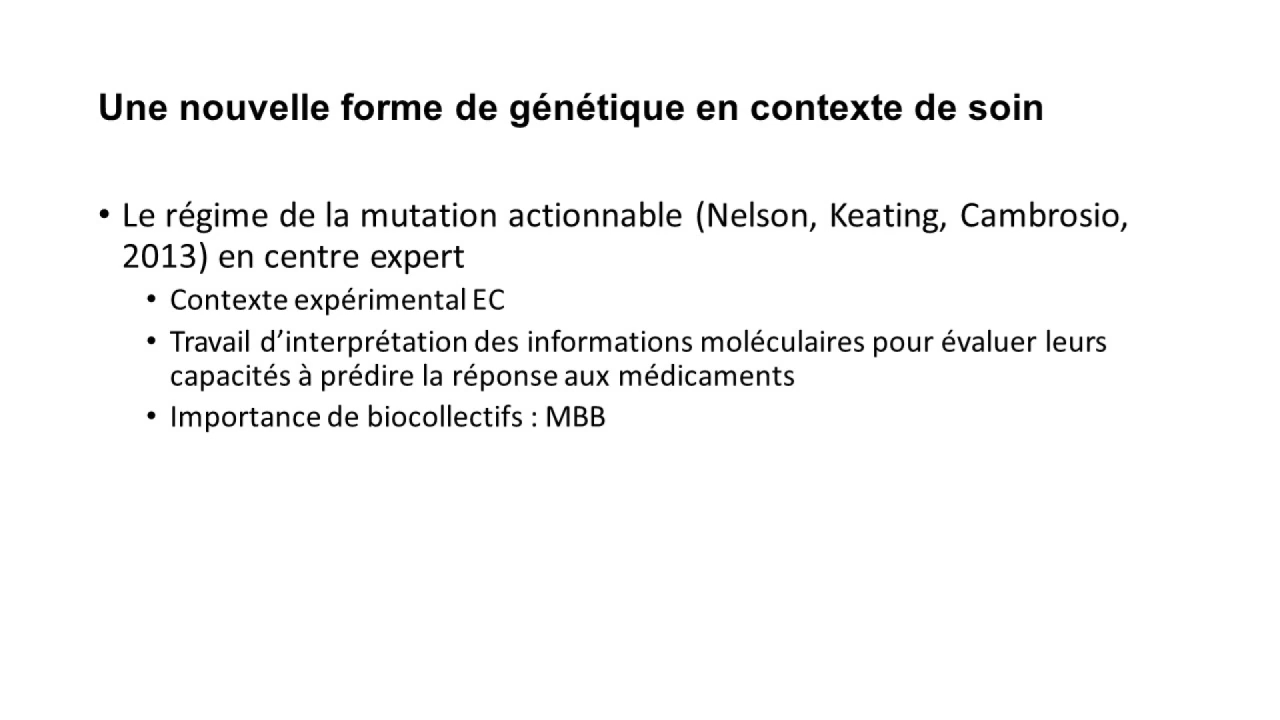 Une nouvelle forme de génétique en contexte de soin
• Le régime de la mutation actionnable (Nelson, Keating, Cambrosio,
2013) en centre expert
• Contexte expérimental EC
• Travail d’interprétation des informations moléculaires pour évaluer leurs
capacités à prédire la réponse aux médicaments
• Importance de biocollectifs : MBB